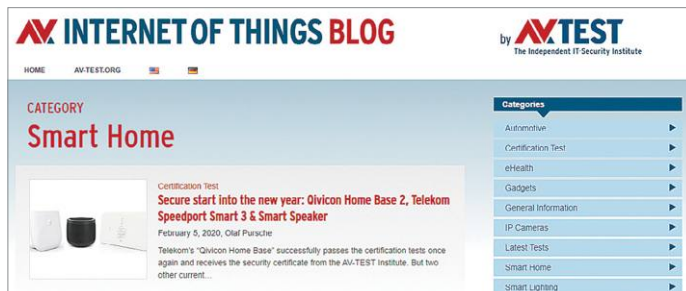 AV. INTERNET OF THINGS BLOG
by AVTEST
The Independent IT-Security Institute
HOME AV-TEST.ORG
CATEGORY
Smart Home
Certification Test
Secure start into the new year: Qivicon Home Base 2, Telekom
Speedport Smart 3 & Smart Speaker
February 5, 2020, Olaf Pursche
Telekom's "Qivicon Home Base" successfully passes the certification tests once
again and receives the security certificate from the AV-TEST Institute. But two
other current...
Categories
Automotive
Certification Test
eHealth
Gadgets
General Information
IP Cameras
Latest Tests
Smart Home
Smart Lighting